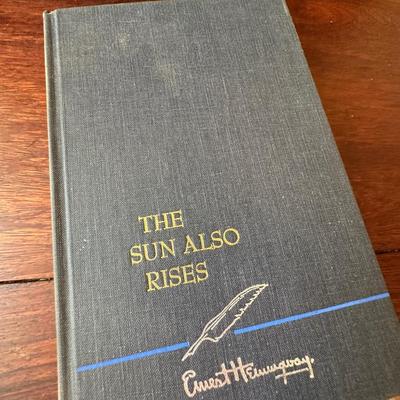 THE
SUN ALSO
RISES
Ernest Hemingway.